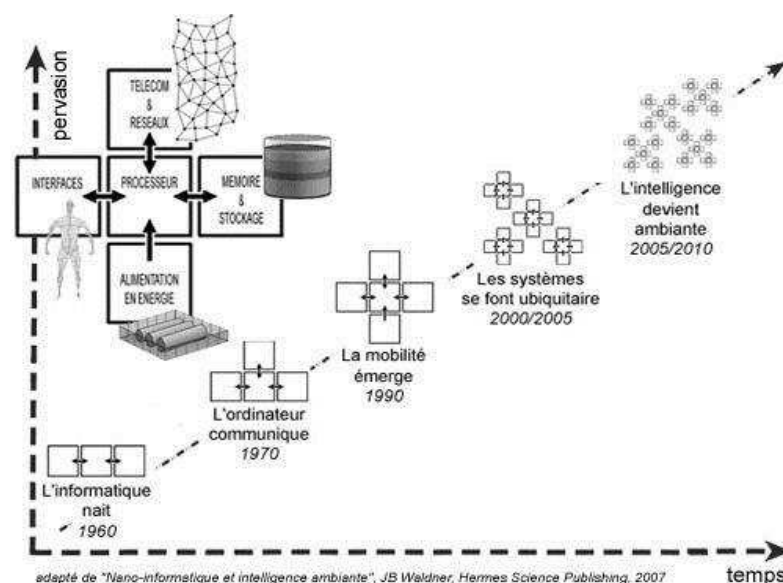 pervasion
TELECOM
&
RESEAUX
INTERFACES
PROCESSEUR
MEMOIRE
&
STOCKAGE
ALIMENTATION
EN ENERGIE
L'informatique
nait
1960
L'ordinateur
communique
1970
La mobilité
émerge
1990
Les systèmes
se font ubiquitaire
2000/2005
L'intelligence
devient
ambiante
2005/2010
temps
adapté de "Nano-informatique et intelligence ambiante", JB Waldner, Hermes Science Publishing, 2007